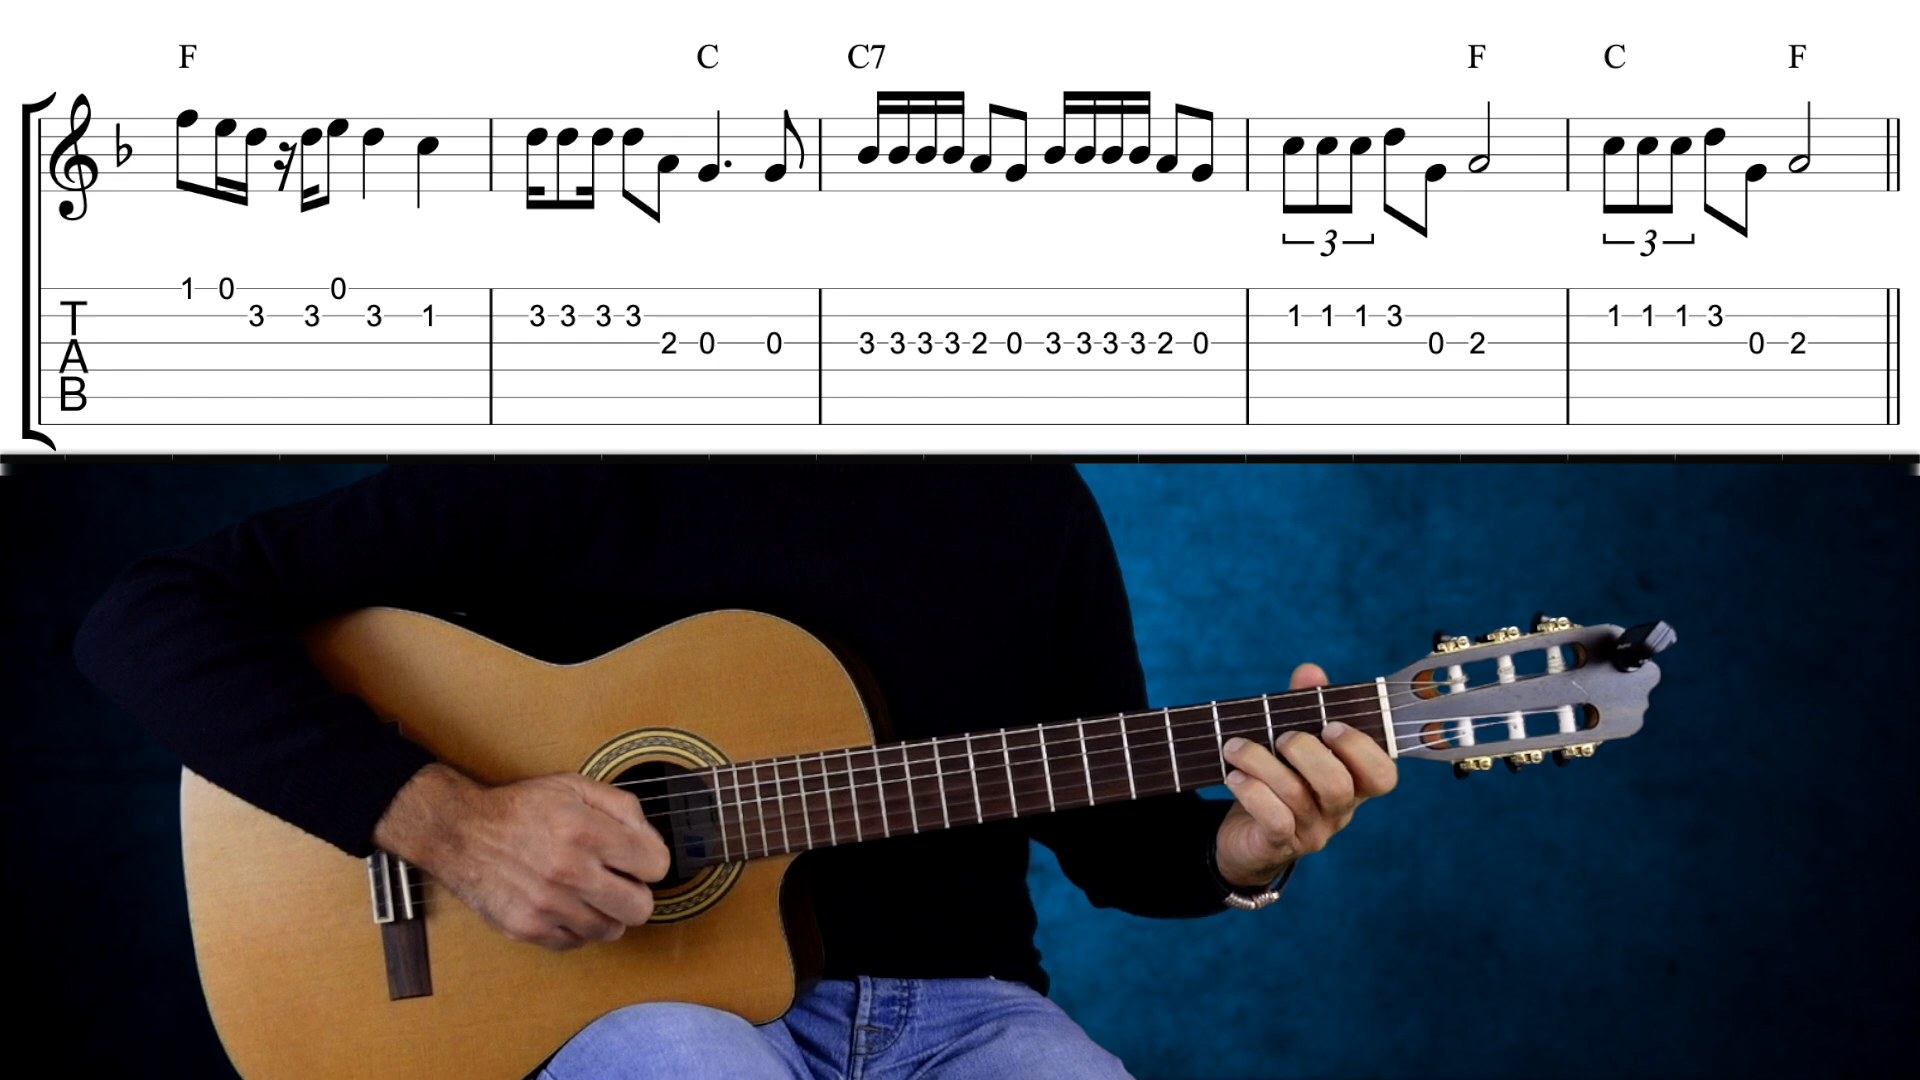 F C C7 F C F
3 3
1 0 0
T 3 3 3 1 3 3 3 3 1 1 1 3 1 1 1 3
A 2 0 0 3 3 3 3 2 0 3 3 3 3 2 0 0 2 0 2
B